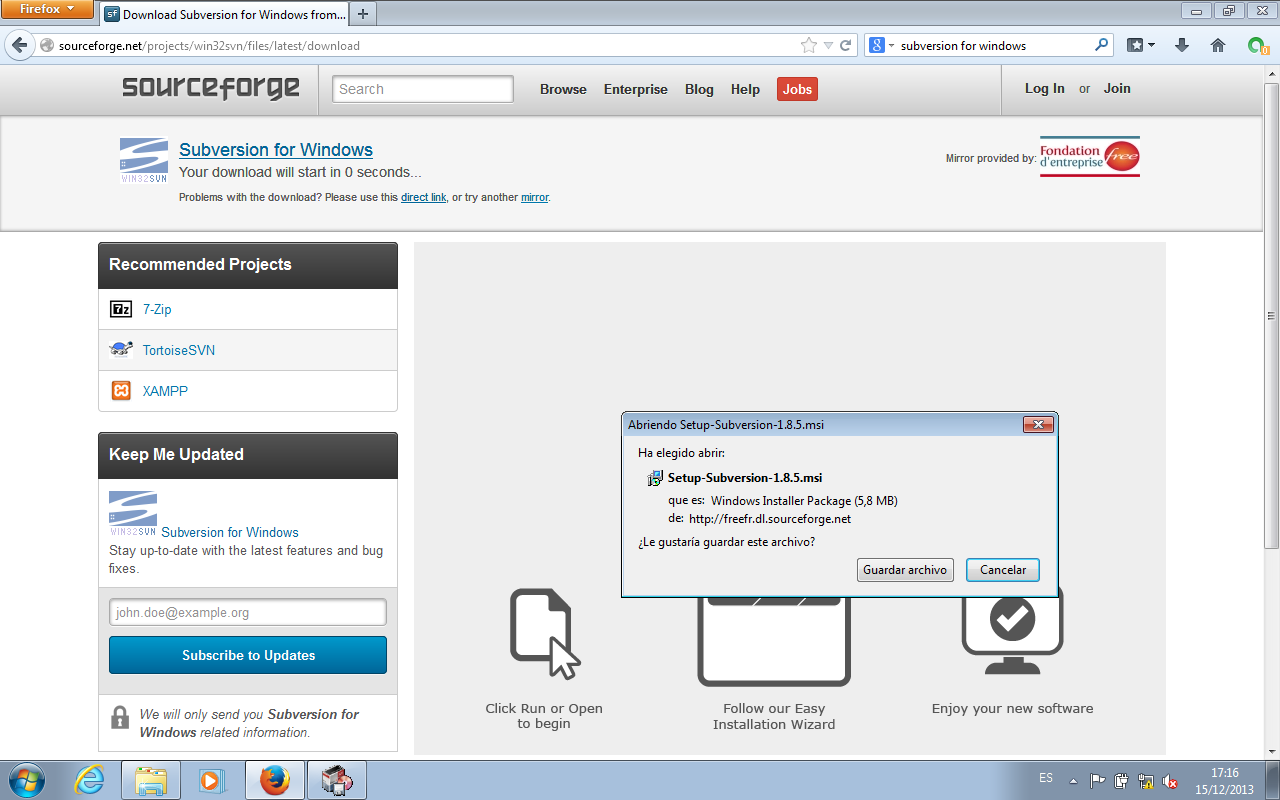 Firefox
Download Subversion for Windows from...
sourceforge.net/projects/win32svn/files/latest/download
subversion for windows
sourceforge
Search
Browse
Enterprise
Blog
Help
Jobs
Log In or Join
WIN32SVN
Subversion for Windows
Your download will start in 0 seconds...
Problems with the download? Please use this direct link, or try another mirror.
Mirror provided by:
Fondation
d'entreprise
free
Recommended Projects
7z
7-Zip
TortoiseSVN
XAMPP
Keep Me Updated
WIN32SVN
Subversion for Windows
Stay up-to-date with the latest features and bug
fixes.
john.doe@example.org
Subscribe to Updates
We will only send you Subversion for
Windows related information.
Abriendo Setup-Subversion-1.8.5.msi
Ha elegido abrir:
Setup-Subversion-1.8.5.msi
que es: Windows Installer Package (5,8 MB)
de: http://freefr.dl.sourceforge.net
¿Le gustaría guardar este archivo?
Guardar archivo
Cancelar
Click Run or Open
to begin
Follow our Easy
Installation Wizard
Enjoy your new software
ES
17:16
15/12/2013